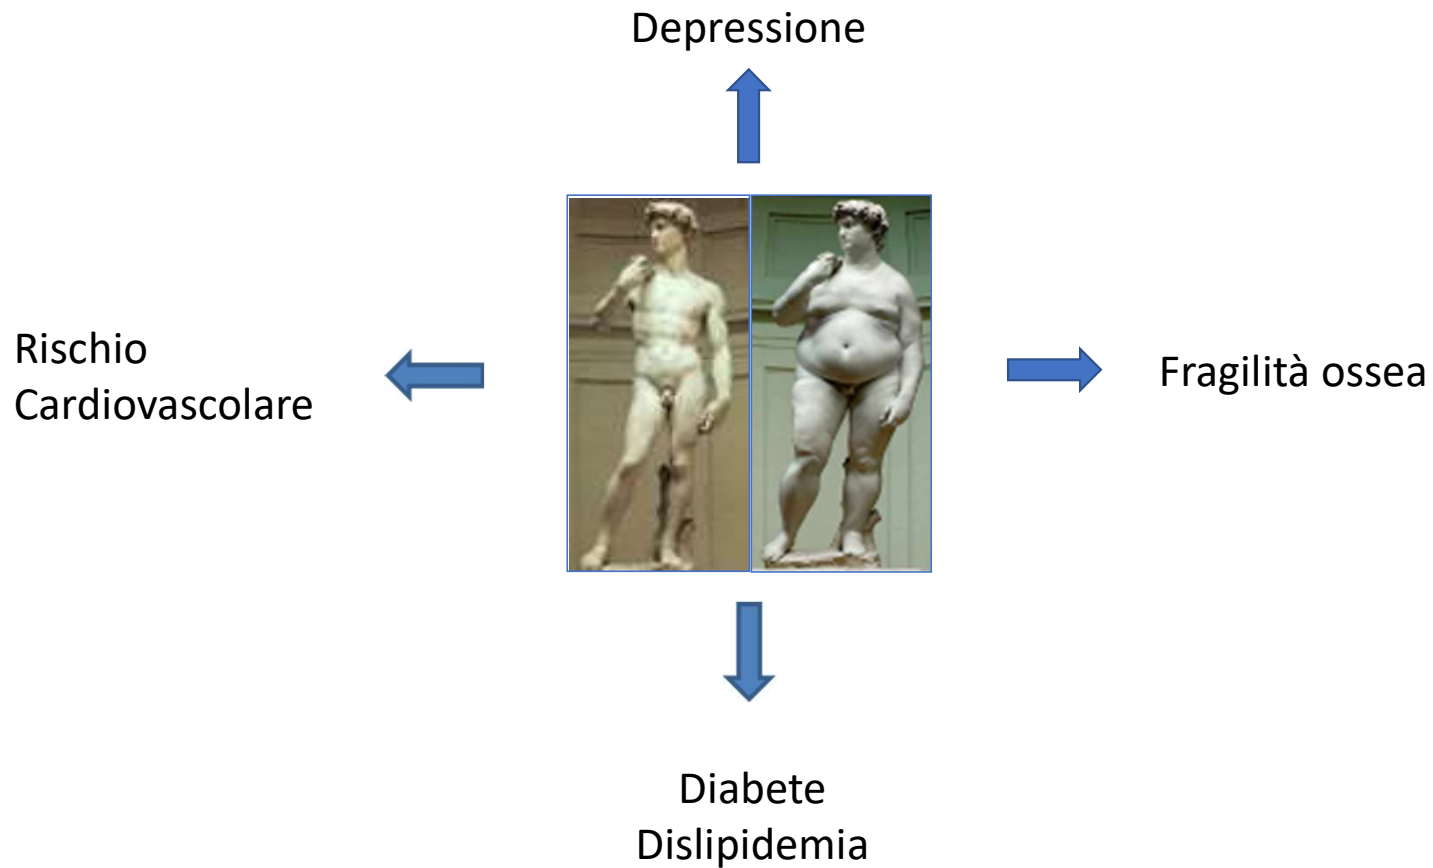 Depressione
Rischio
Cardiovascolare
Fragilità ossea
Diabete
Dislipidemia